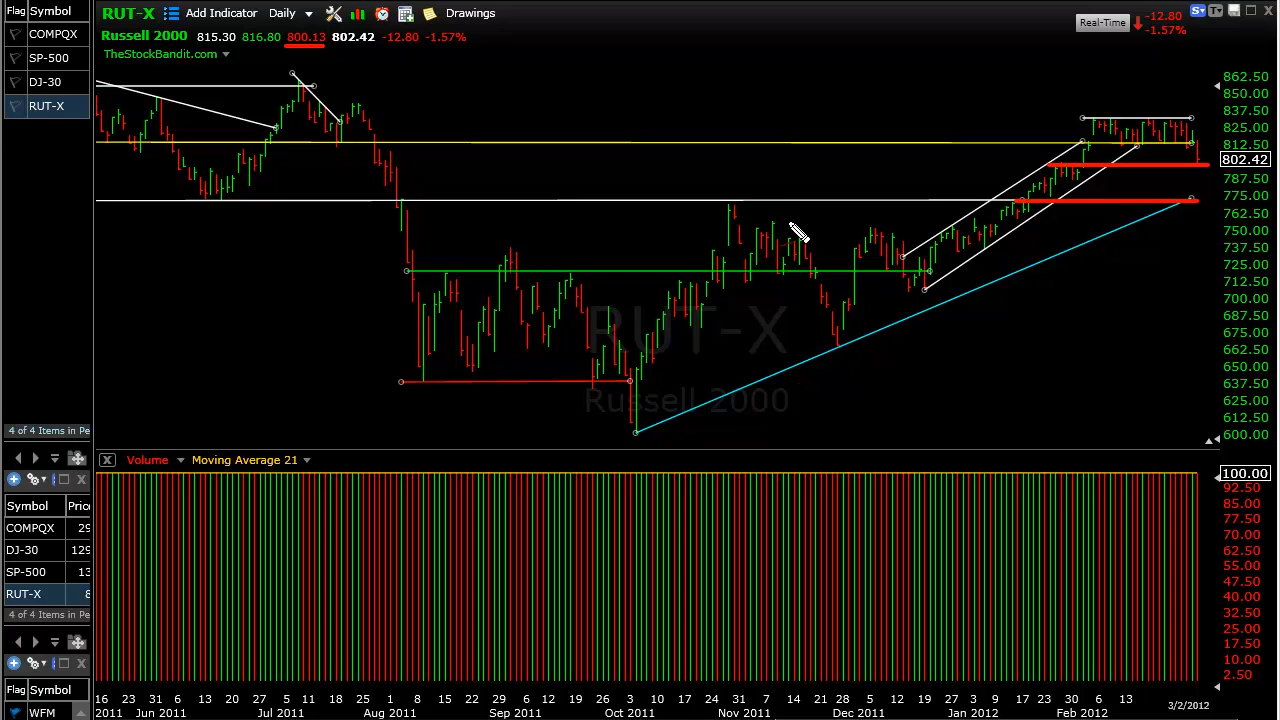 Flag Symbol
COMPQX
SP-500
DJ-30
RUT-X
4 of 4 Items in Pe
Symbol Pric
COMPQX 29
DJ-30 129
SP-500 13
RUT-X 8
4 of 4 Items in Pe
Flag Symbol
WFM
RUT-X Add Indicator Daily Drawings
Russell 2000 815.30 816.80 800.13 802.42 -12.80 -1.57%
TheStockBandit.com
Real-Time -12.80
-1.57%
S T
862.50
850.00
837.50
825.00
812.50
802.42
787.50
775.00
762.50
750.00
737.50
725.00
712.50
700.00
687.50
675.00
662.50
650.00
637.50
625.00
612.50
600.00
RUT-X
Russell 2000
X Volume Moving Average 21
100.00
92.50
85.00
77.50
70.00
62.50
55.00
47.50
40.00
32.50
25.00
17.50
10.00
2.50
16 23 31 6 13 20 27 5 11 18 25 1 8 15 22 29 6 12 19 26 3 10 17 24 31 7 14 21 28 5 12 19 27 3 9 17 23 30 6 13
2011 Jun 2011 Jul 2011 Aug 2011 Sep 2011 Oct 2011 Nov 2011 Dec 2011 Jan 2012 Feb 2012
3/2/2012